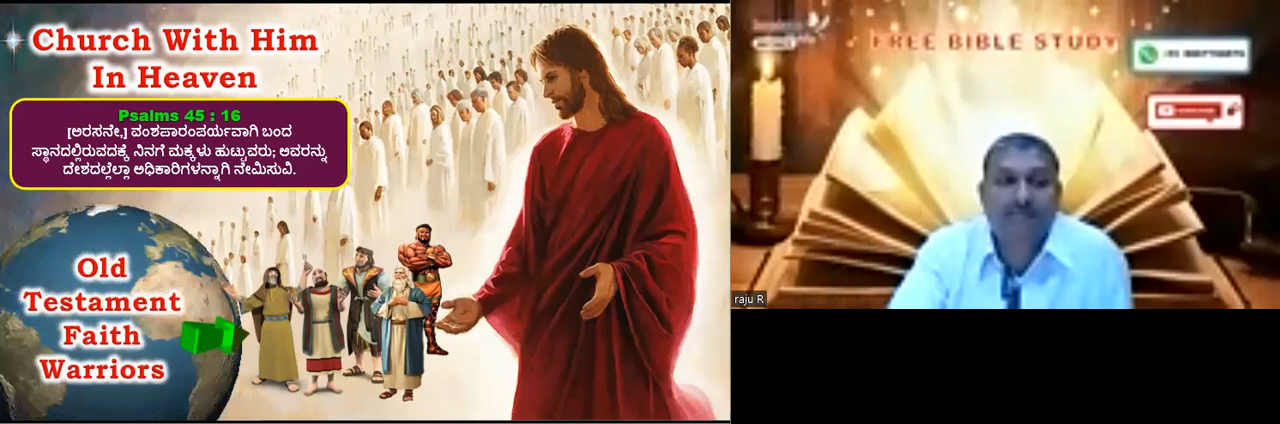 Church With Him
In Heaven
Psalms 45 : 16
[ಅರಸನೇ,] ವಂಶಪಾರಂಪರ್ಯವಾಗಿ ಬಂದ
ಸ್ಥಾನದಲ್ಲಿರುವದಕ್ಕೆ ನಿನಗೆ ಮಕ್ಕಳು ಹುಟ್ಟುವರು; ಅವರನ್ನು
ದೇಶದಲ್ಲೆಲ್ಲಾ ಅಧಿಕಾರಿಗಳನ್ನಾಗಿ ನೇಮಿಸುವಿ.
Old
Testament
Faith
Warriors
FREE BIBLE STUDY
raju R